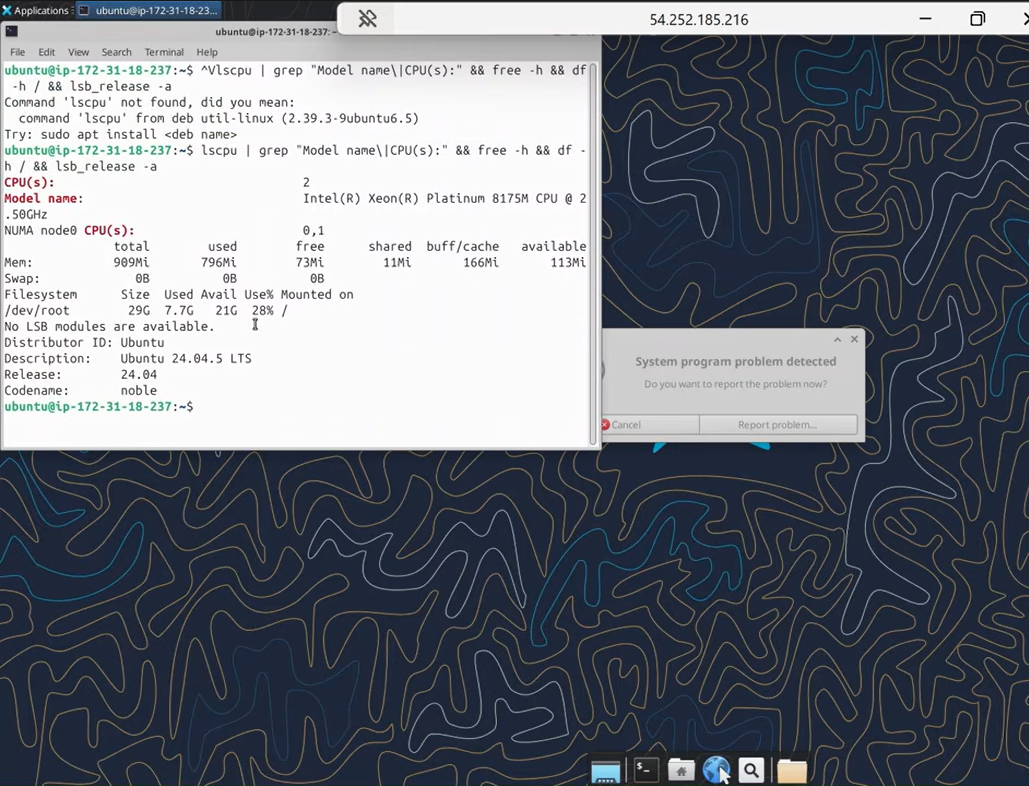 Applications
ubuntu@ip-172-31-18-23...
54.252.185.216
ubuntu@ip-172-31-18-237: ~
File Edit View Search Terminal Help
ubuntu@ip-172-31-18-237:~$ ^Vlscpu | grep "Model name\|CPU(s):" && free -h && df
-h / && lsb_release -a
Command 'lscpu' not found, did you mean:
command 'lscpu' from deb util-linux (2.39.3-9ubuntu6.5)
Try: sudo apt install <deb name>
ubuntu@ip-172-31-18-237:~$ lscpu | grep "Model name\|CPU(s):" && free -h && df -
h / && lsb_release -a
CPU(s): 2
Model name: Intel(R) Xeon(R) Platinum 8175M CPU @ 2
.50GHz
NUMA node0 CPU(s): 0,1
total used free shared buff/cache available
Mem: 909Mi 796Mi 73Mi 11Mi 166Mi 113Mi
Swap: 0B 0B 0B
Filesystem Size Used Avail Use% Mounted on
/dev/root 29G 7.7G 21G 28% /
No LSB modules are available.
Distributor ID: Ubuntu
Description: Ubuntu 24.04.5 LTS
Release: 24.04
Codename: noble
ubuntu@ip-172-31-18-237:~$
System program problem detected
Do you want to report the problem now?
Cancel
Report problem...